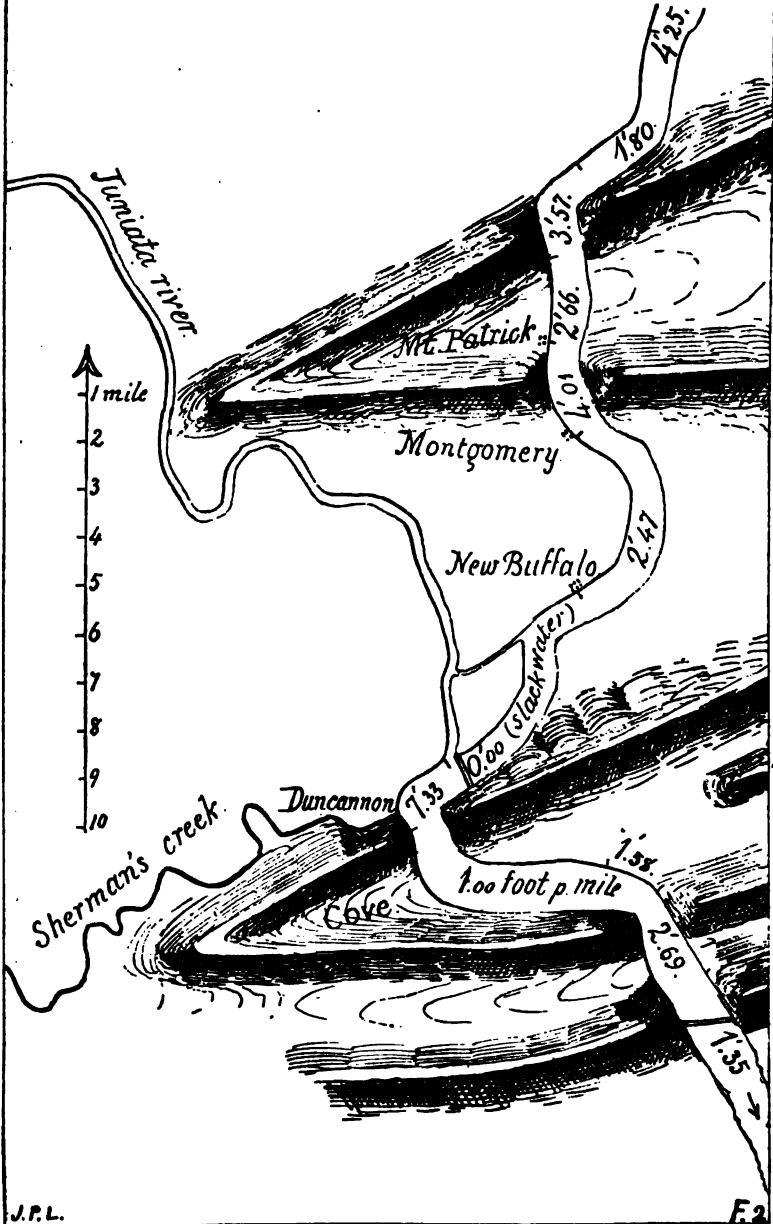 4'25.
1'.80
3'.57.
Juniata river.
2'66.
Mt. Patrick
1 mile
4.01
2
Montgomery
3
4
2'.47
New Buffalo
5
6
0'.00 (slack water)
7
8
9
Duncannon
7'.33
10
Sherman's creek.
1'.58.
1.00 foot p. mile
Cove
2'.69.
1'.35
J.P.L.
F. 2